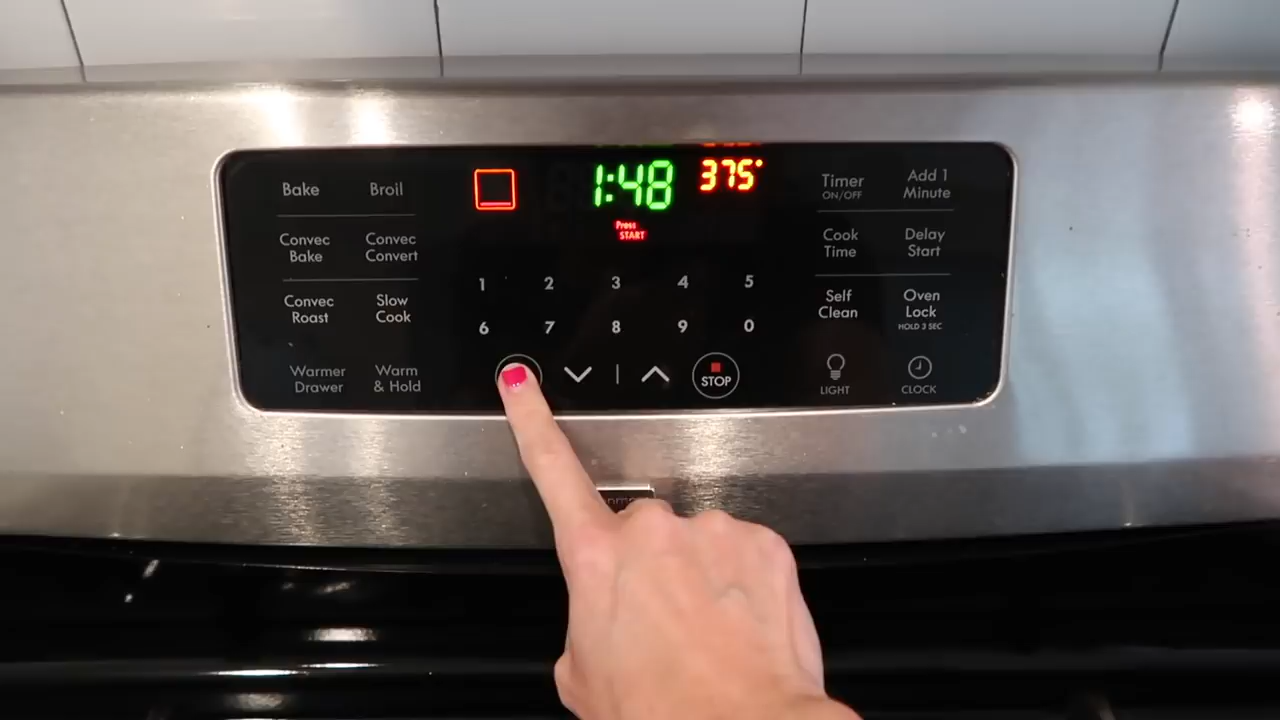 Bake
Broil
1:48
375°
Press
START
Timer
ON/OFF
Add 1
Minute
Convec
Bake
Convec
Convert
1 2 3 4 5
Cook
Time
Delay
Start
Convec
Roast
Slow
Cook
6 7 8 9 0
Self
Clean
Oven
Lock
HOLD 3 SEC
Warmer
Drawer
Warm
& Hold
STOP
LIGHT
CLOCK